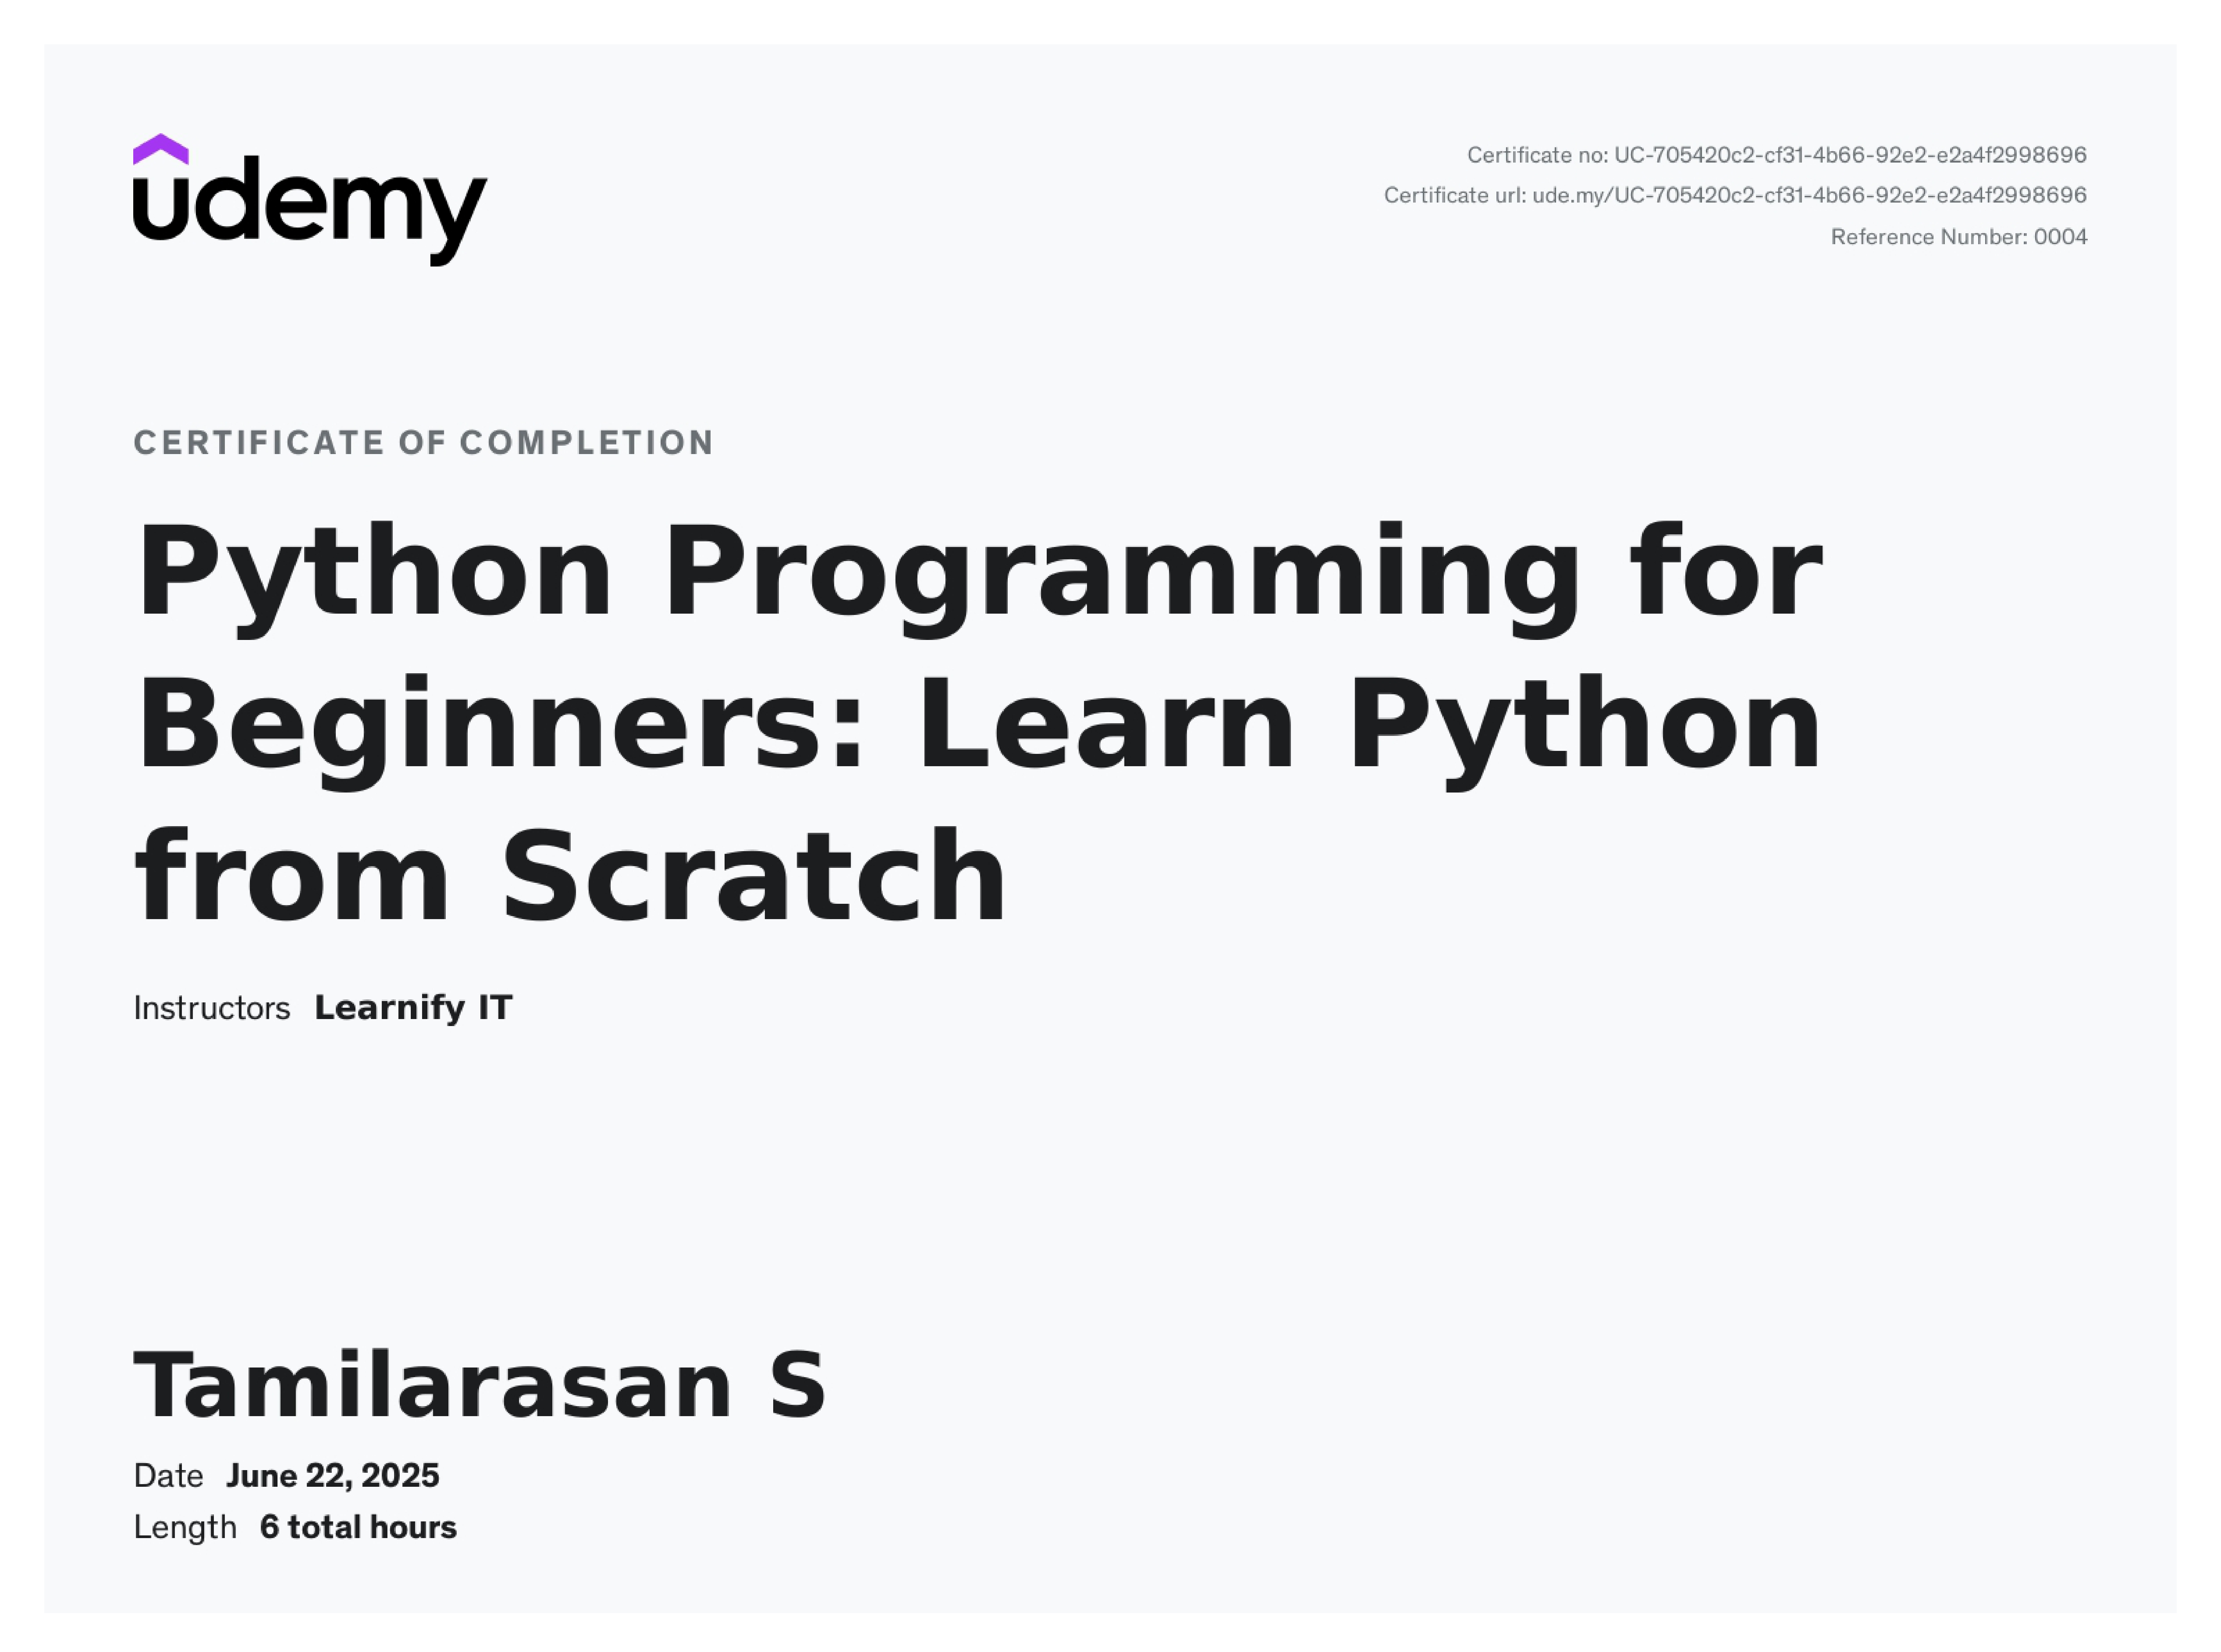 udemy
Certificate no: UC-705420c2-cf31-4b66-92e2-e2a4f2998696
Certificate url: ude.my/UC-705420c2-cf31-4b66-92e2-e2a4f2998696
Reference Number: 0004
CERTIFICATE OF COMPLETION
Python Programming for
Beginners: Learn Python
from Scratch
Instructors Learnify IT
Tamilarasan S
Date June 22, 2025
Length 6 total hours